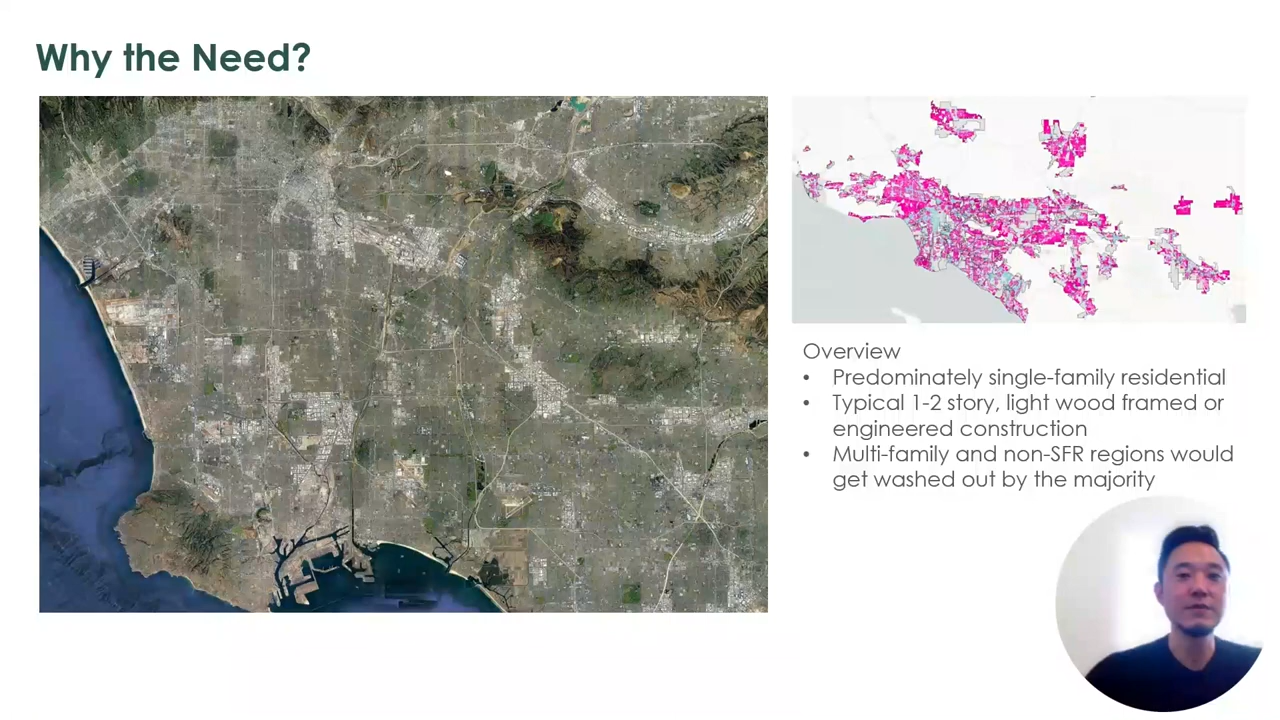 Why the Need?
Overview
• Predominately single-family residential
• Typical 1-2 story, light wood framed or
engineered construction
• Multi-family and non-SFR regions would
get washed out by the majority